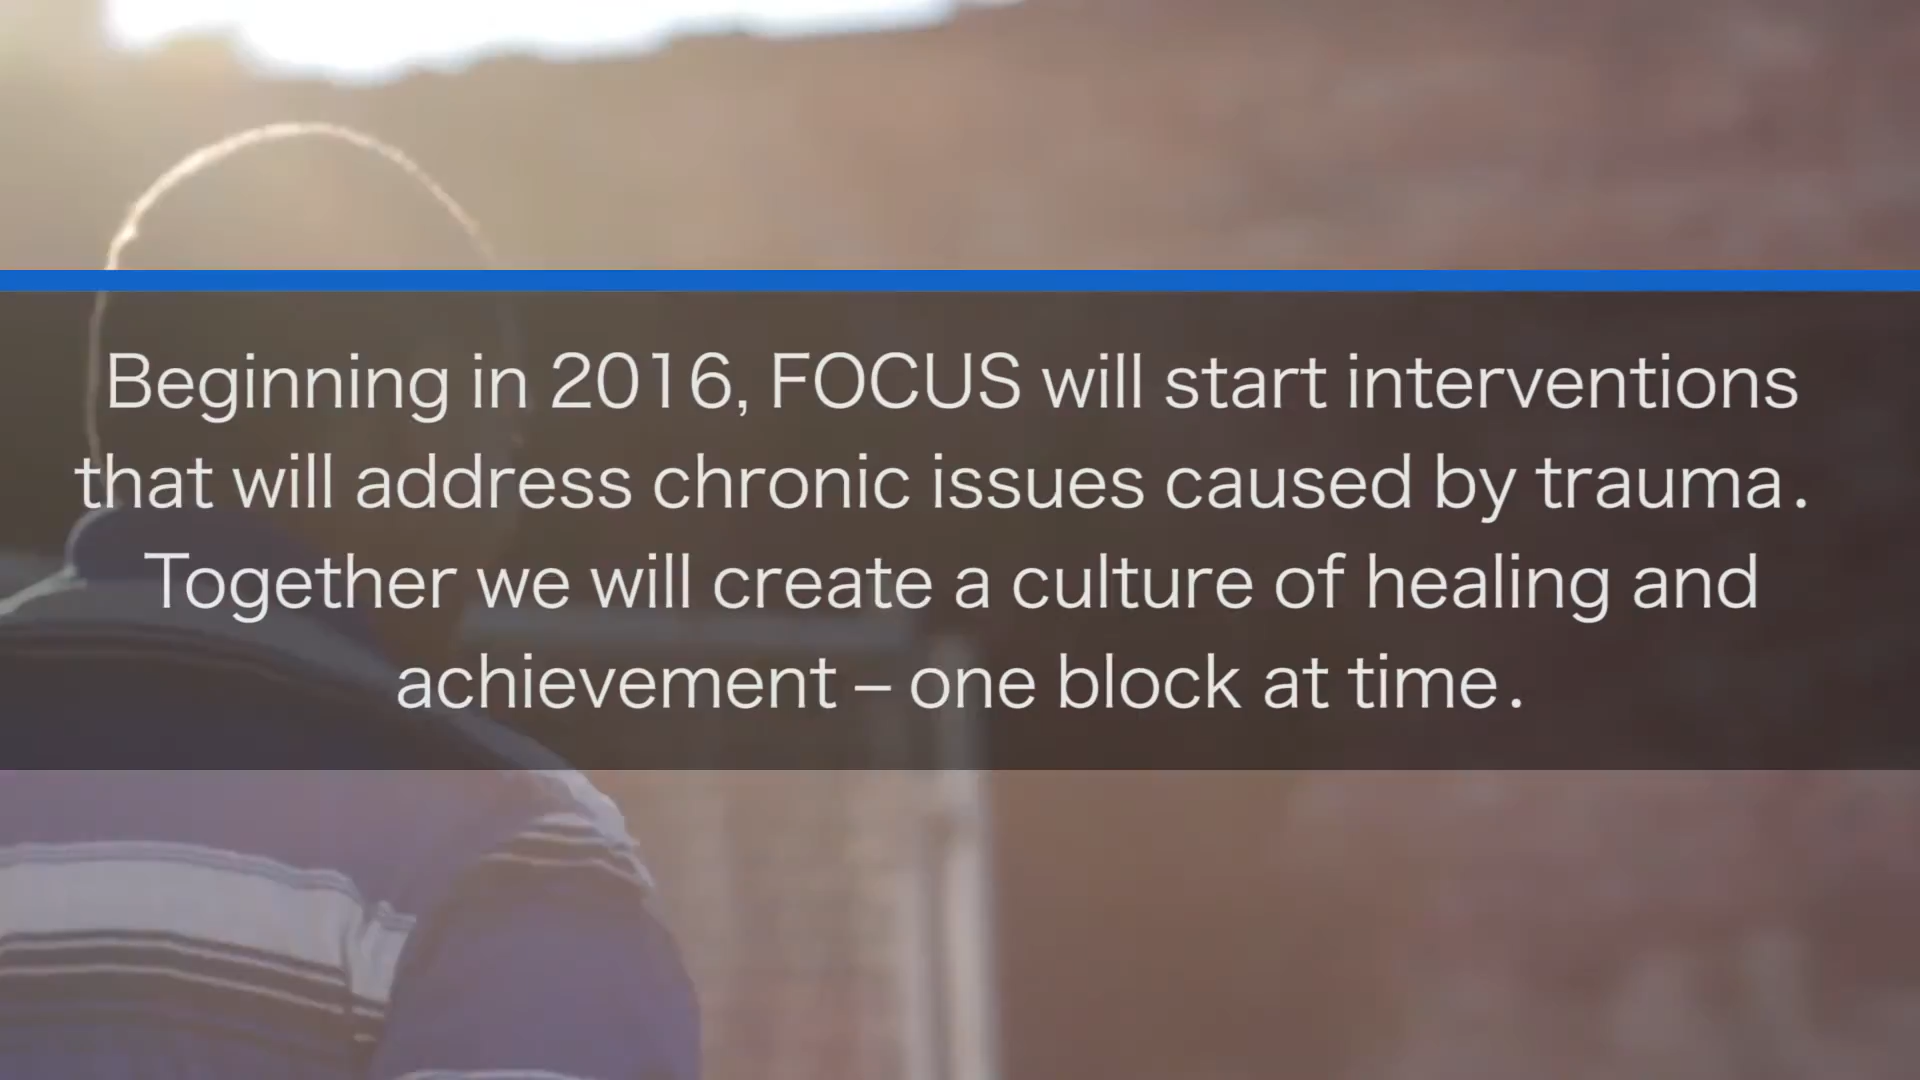 Beginning in 2016, FOCUS will start interventions
that will address chronic issues caused by trauma.
Together we will create a culture of healing and
achievement – one block at time.